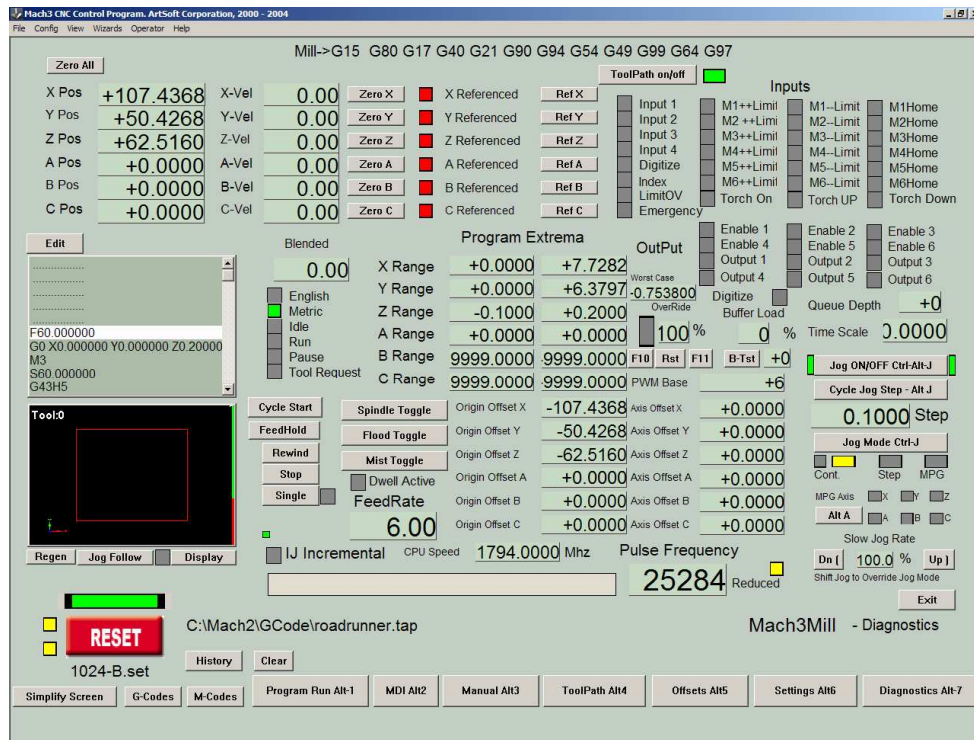 Mach3 CNC Control Program. ArtSoft Corporation, 2000 - 2004
File Config View Wizards Operator Help
Mill->G15 G80 G17 G40 G21 G90 G94 G54 G49 G99 G64 G97
Zero All
ToolPath on/off
Inputs
X Pos +107.4368 X-Vel 0.00 Zero X X Referenced Ref X
Y Pos +50.4268 Y-Vel 0.00 Zero Y Y Referenced Ref Y
Z Pos +62.5160 Z-Vel 0.00 Zero Z Z Referenced Ref Z
A Pos +0.0000 A-Vel 0.00 Zero A A Referenced Ref A
B Pos +0.0000 B-Vel 0.00 Zero B B Referenced Ref B
C Pos +0.0000 C-Vel 0.00 Zero C C Referenced Ref C
Input 1 M1++Limit M1--Limit M1Home
Input 2 M2 ++Limi M2--Limit M2Home
Input 3 M3++Limit M3--Limit M3Home
Input 4 M4++Limit M4--Limit M4Home
Digitize M5++Limit M5--Limit M5Home
Index M6++Limit M6--Limit M6Home
LimitOV Torch On Torch UP Torch Down
Emergency
Edit
F60.000000
G0 X0.000000 Y0.000000 Z0.20000
M3
S60.000000
G43H5
Blended
0.00
English
Metric
Idle
Run
Pause
Tool Request
Program Extrema
X Range +0.0000 +7.7282
Y Range +0.0000 +6.3797
Z Range -0.1000 +0.2000
A Range +0.0000 +0.0000
B Range 9999.0000 -9999.0000
C Range 9999.0000 -9999.0000
OutPut
Enable 1 Enable 2 Enable 3
Enable 4 Enable 5 Enable 6
Output 1 Output 2 Output 3
Output 4 Output 5 Output 6
Worst Case
-0.753800
OverRide
100 %
Digitize
Buffer Load
0 %
Queue Depth +0
Time Scale 0.0000
F10 Rst F11 B-Tst +0
PWM Base +6
Jog ON/OFF Ctrl-Alt-J
Cycle Jog Step - Alt J
0.1000 Step
Jog Mode Ctrl-J
Cont. Step MPG
MPG Axis X Y Z
Alt A A B C
Slow Jog Rate
Dn [ 100.0 % Up ]
Shift Jog to Override Jog Mode
Exit
Tool:0
Regen Jog Follow Display
Cycle Start
FeedHold
Rewind
Stop
Single
Spindle Toggle
Flood Toggle
Mist Toggle
Dwell Active
FeedRate
6.00
Origin Offset X -107.4368 Axis Offset X +0.0000
Origin Offset Y -50.4268 Axis Offset Y +0.0000
Origin Offset Z -62.5160 Axis Offset Z +0.0000
Origin Offset A +0.0000 Axis Offset A +0.0000
Origin Offset B +0.0000 Axis Offset B +0.0000
Origin Offset C +0.0000 Axis Offset C +0.0000
IJ Incremental CPU Speed 1794.0000 Mhz
Pulse Frequency
25284 Reduced
RESET
1024-B.set
C:\Mach2\GCode\roadrunner.tap
Mach3Mill - Diagnostics
History Clear
Simplify Screen G-Codes M-Codes Program Run Alt-1 MDI Alt2 Manual Alt3 ToolPath Alt4 Offsets Alt5 Settings Alt6 Diagnostics Alt-7